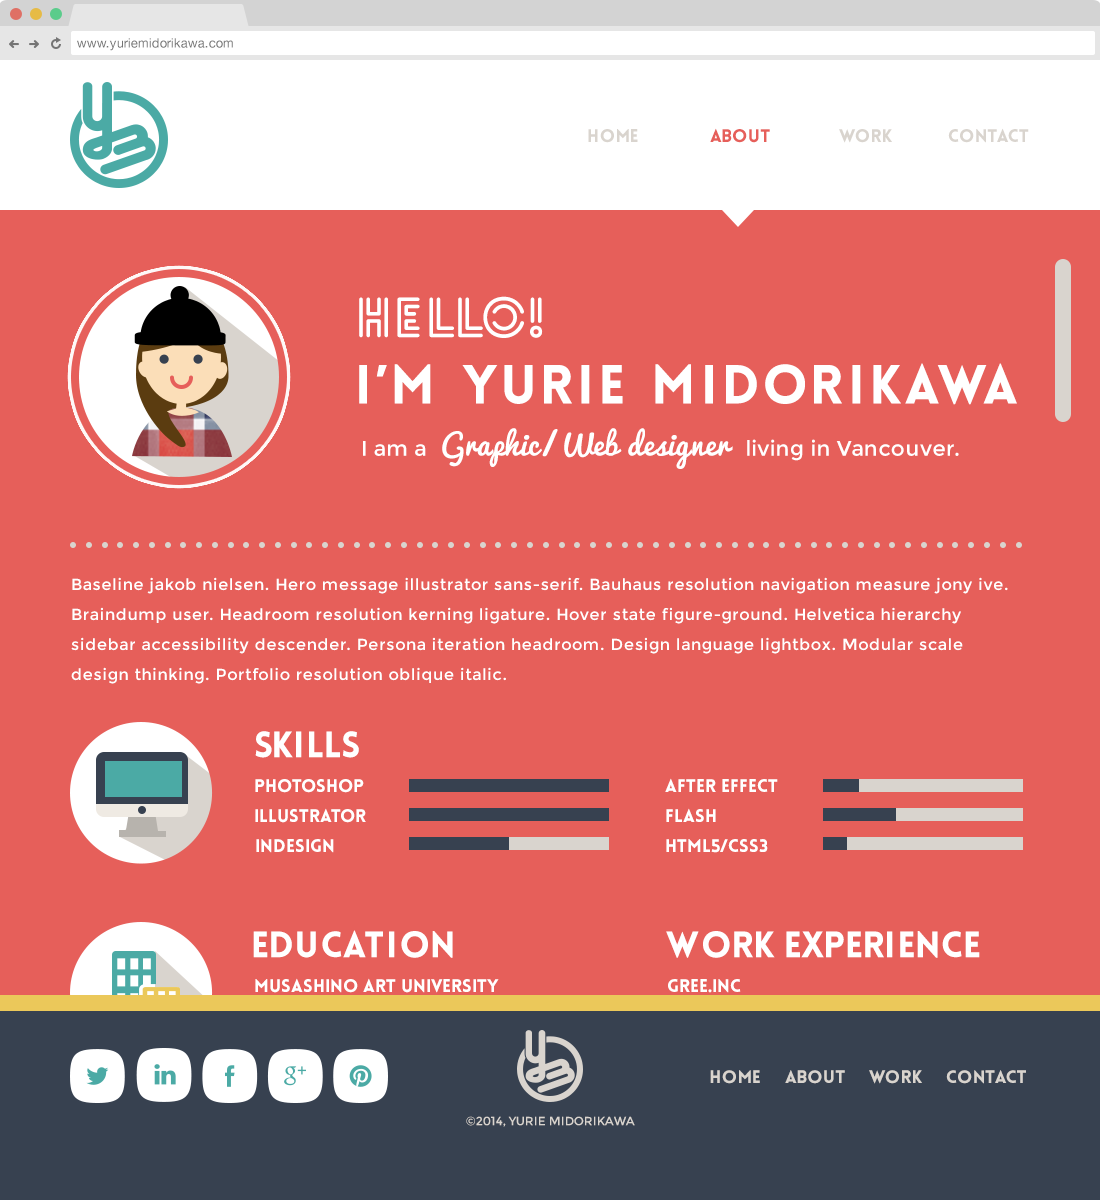 www.yuriemidorikawa.com
HOME ABOUT WORK CONTACT
HELLO!
I'M YURIE MIDORIKAWA
I am a Graphic/Web designer living in Vancouver.
Baseline jakob nielsen. Hero message illustrator sans-serif. Bauhaus resolution navigation measure jony ive.
Braindump user. Headroom resolution kerning ligature. Hover state figure-ground. Helvetica hierarchy
sidebar accessibility descender. Persona iteration headroom. Design language lightbox. Modular scale
design thinking. Portfolio resolution oblique italic.
SKILLS
PHOTOSHOP
ILLUSTRATOR
INDESIGN
AFTER EFFECT
FLASH
HTML5/CSS3
EDUCATION
MUSASHINO ART UNIVERSITY
WORK EXPERIENCE
GREE.INC
in
f
g+
©2014, YURIE MIDORIKAWA
HOME ABOUT WORK CONTACT